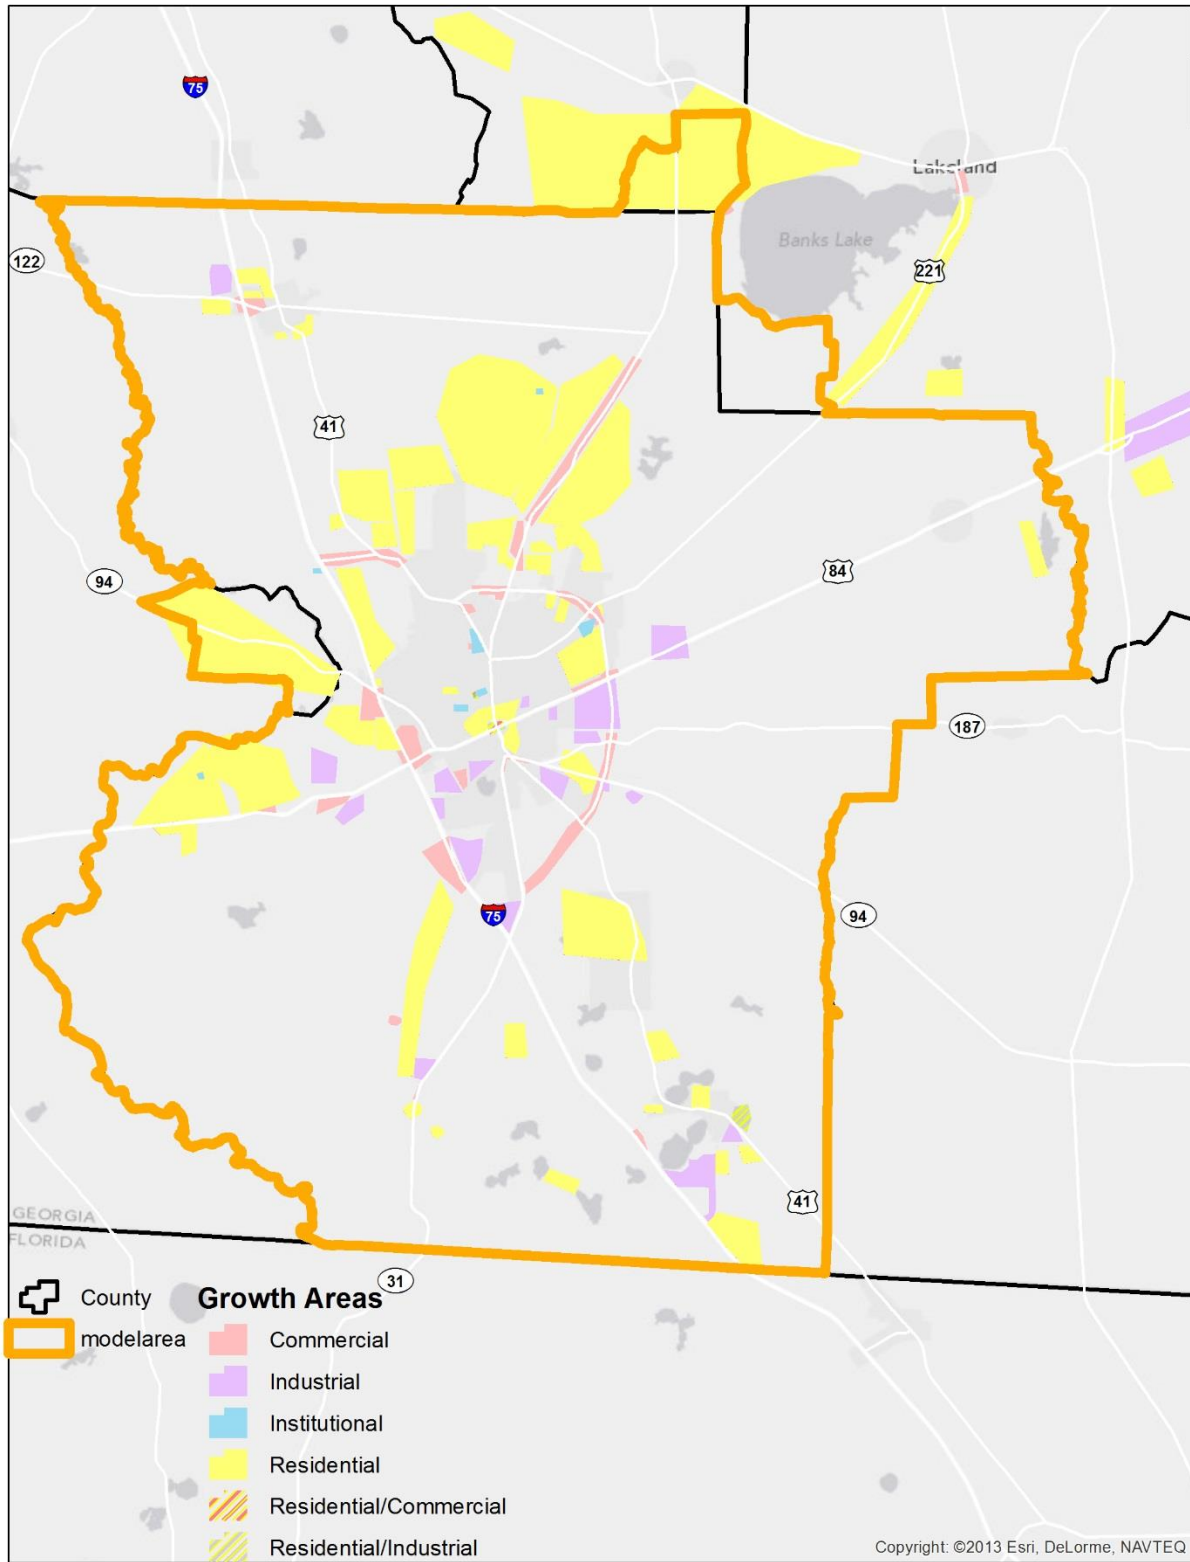 75
Lakeland
Banks Lake
122
221
41
84
94
187
94
75
41
GEORGIA
FLORIDA
31
County
modelarea
Growth Areas
Commercial
Industrial
Institutional
Residential
Residential/Commercial
Residential/Industrial
Copyright: ©2013 Esri, DeLorme, NAVTEQ